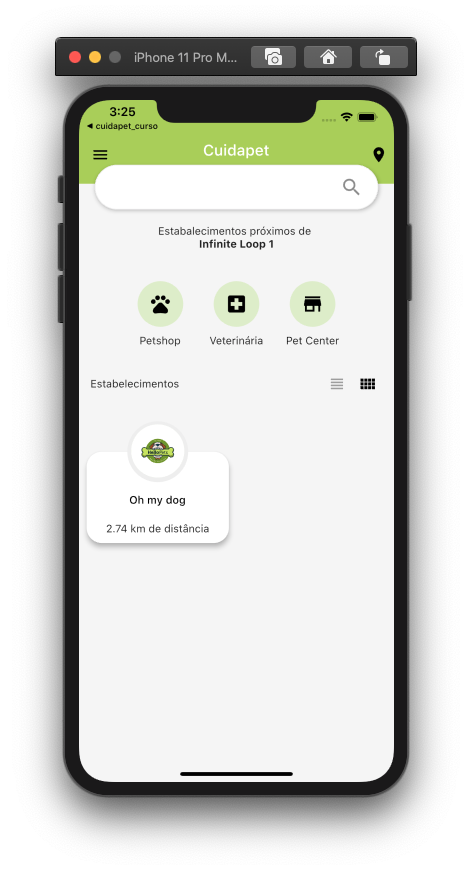 iPhone 11 Pro M...
3:25
◀ cuidapet_curso
Cuidapet
Estabalecimentos próximos de
Infinite Loop 1
Petshop
Veterinária
Pet Center
Estabelecimentos
Oh my dog
2.74 km de distância